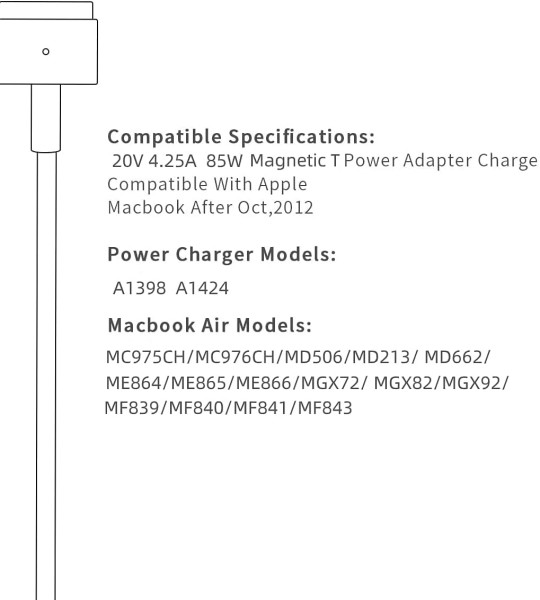 Compatible Specifications:
20V 4.25A 85W Magnetic T Power Adapter Charge
Compatible With Apple
Macbook After Oct,2012
Power Charger Models:
A1398 A1424
Macbook Air Models:
MC975CH/MC976CH/MD506/MD213/ MD662/
ME864/ME865/ME866/MGX72/ MGX82/MGX92/
MF839/MF840/MF841/MF843